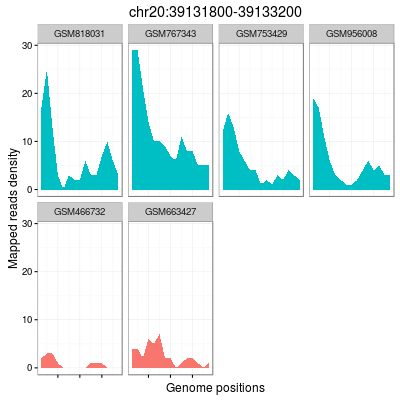 chr20:39131800-39133200
GSM818031 GSM767343 GSM753429 GSM956008
30
20
10
0
Mapped reads density
GSM466732 GSM663427
30
20
10
0
Genome positions